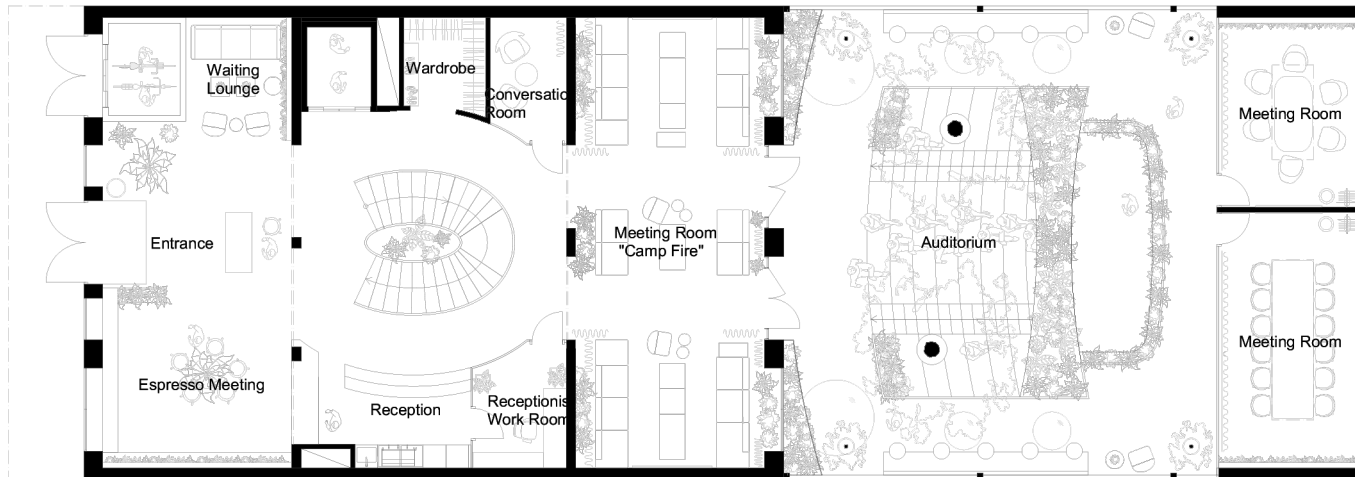 Waiting
Lounge
Wardrobe
Conversatio
Room
Meeting Room
Entrance
Meeting Room
"Camp Fire"
Auditorium
Meeting Room
Espresso Meeting
Reception
Receptionis
Work Room